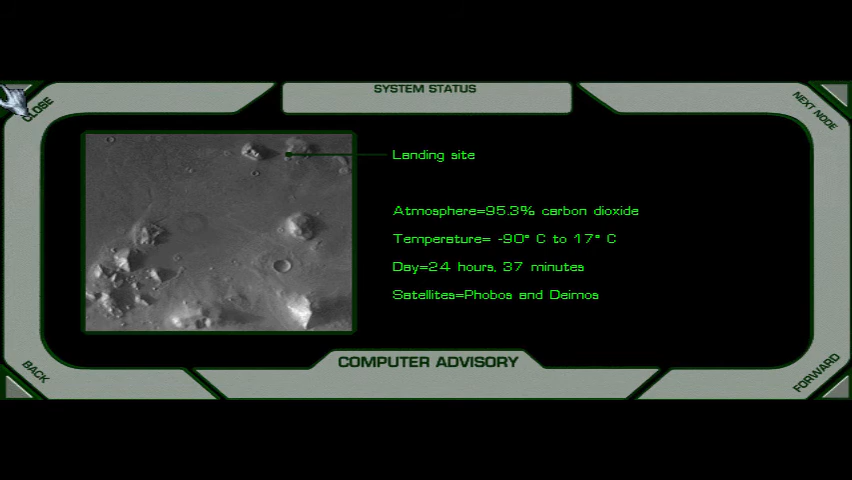 SYSTEM STATUS
CLOSE
NEXT NODE
Landing site
Atmosphere=95.3% carbon dioxide
Temperature= -90° C to 17° C
Day=24 hours, 37 minutes
Satellites=Phobos and Deimos
COMPUTER ADVISORY
BACK
FORWARD